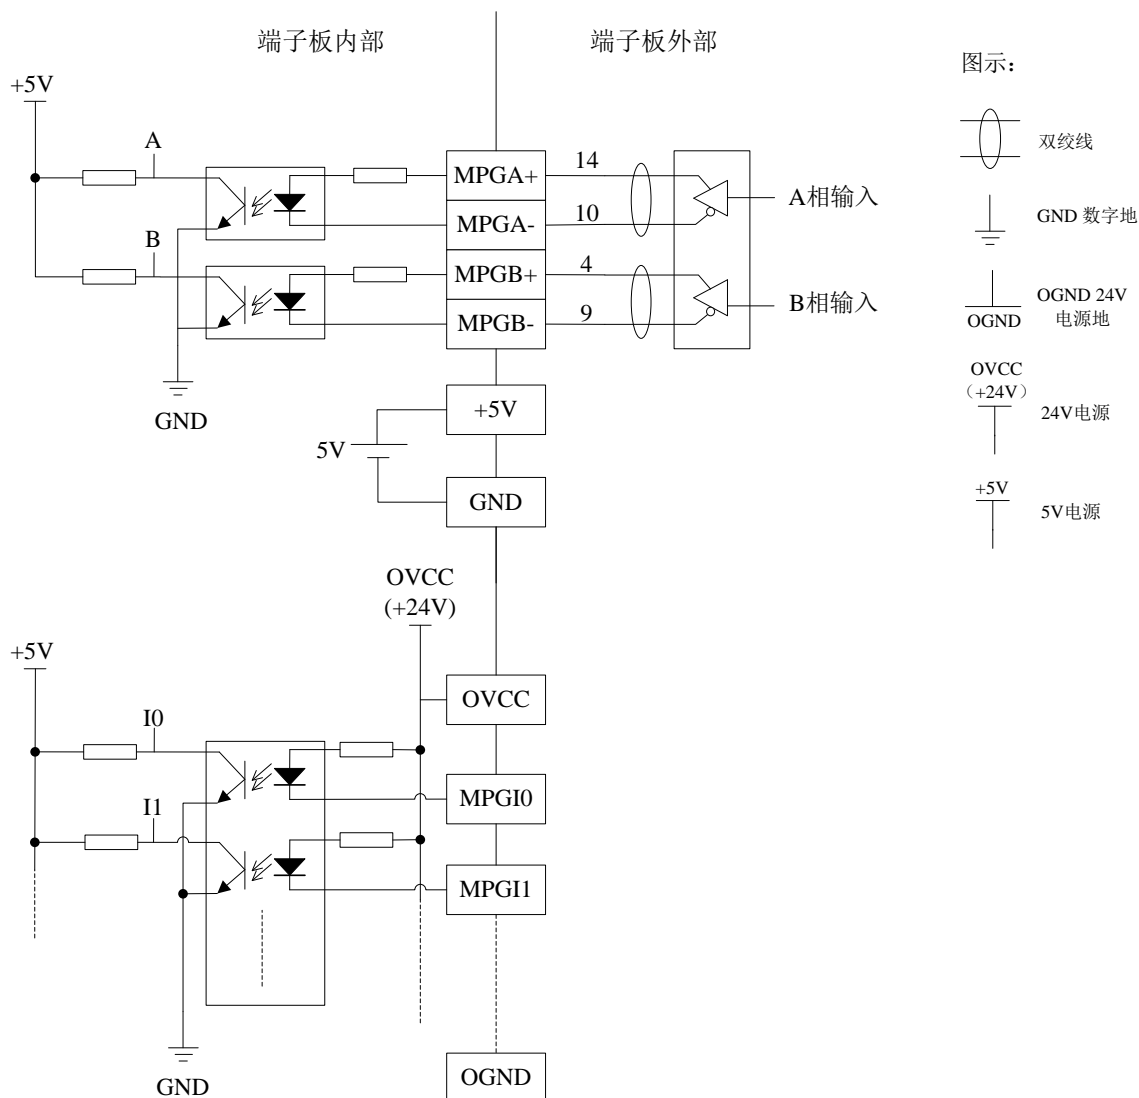 端子板内部
端子板外部
图示：
+5V
A
MPGA+
14
双绞线
A相输入
MPGA-
10
GND 数字地
B
MPGB+
4
B相输入
MPGB-
9
OGND 24V
电源地
OGND
GND
+5V
OVCC
（+24V）
24V电源
5V
GND
+5V
5V电源
OVCC
(+24V)
+5V
OVCC
I0
MPGI0
I1
MPGI1
GND
OGND